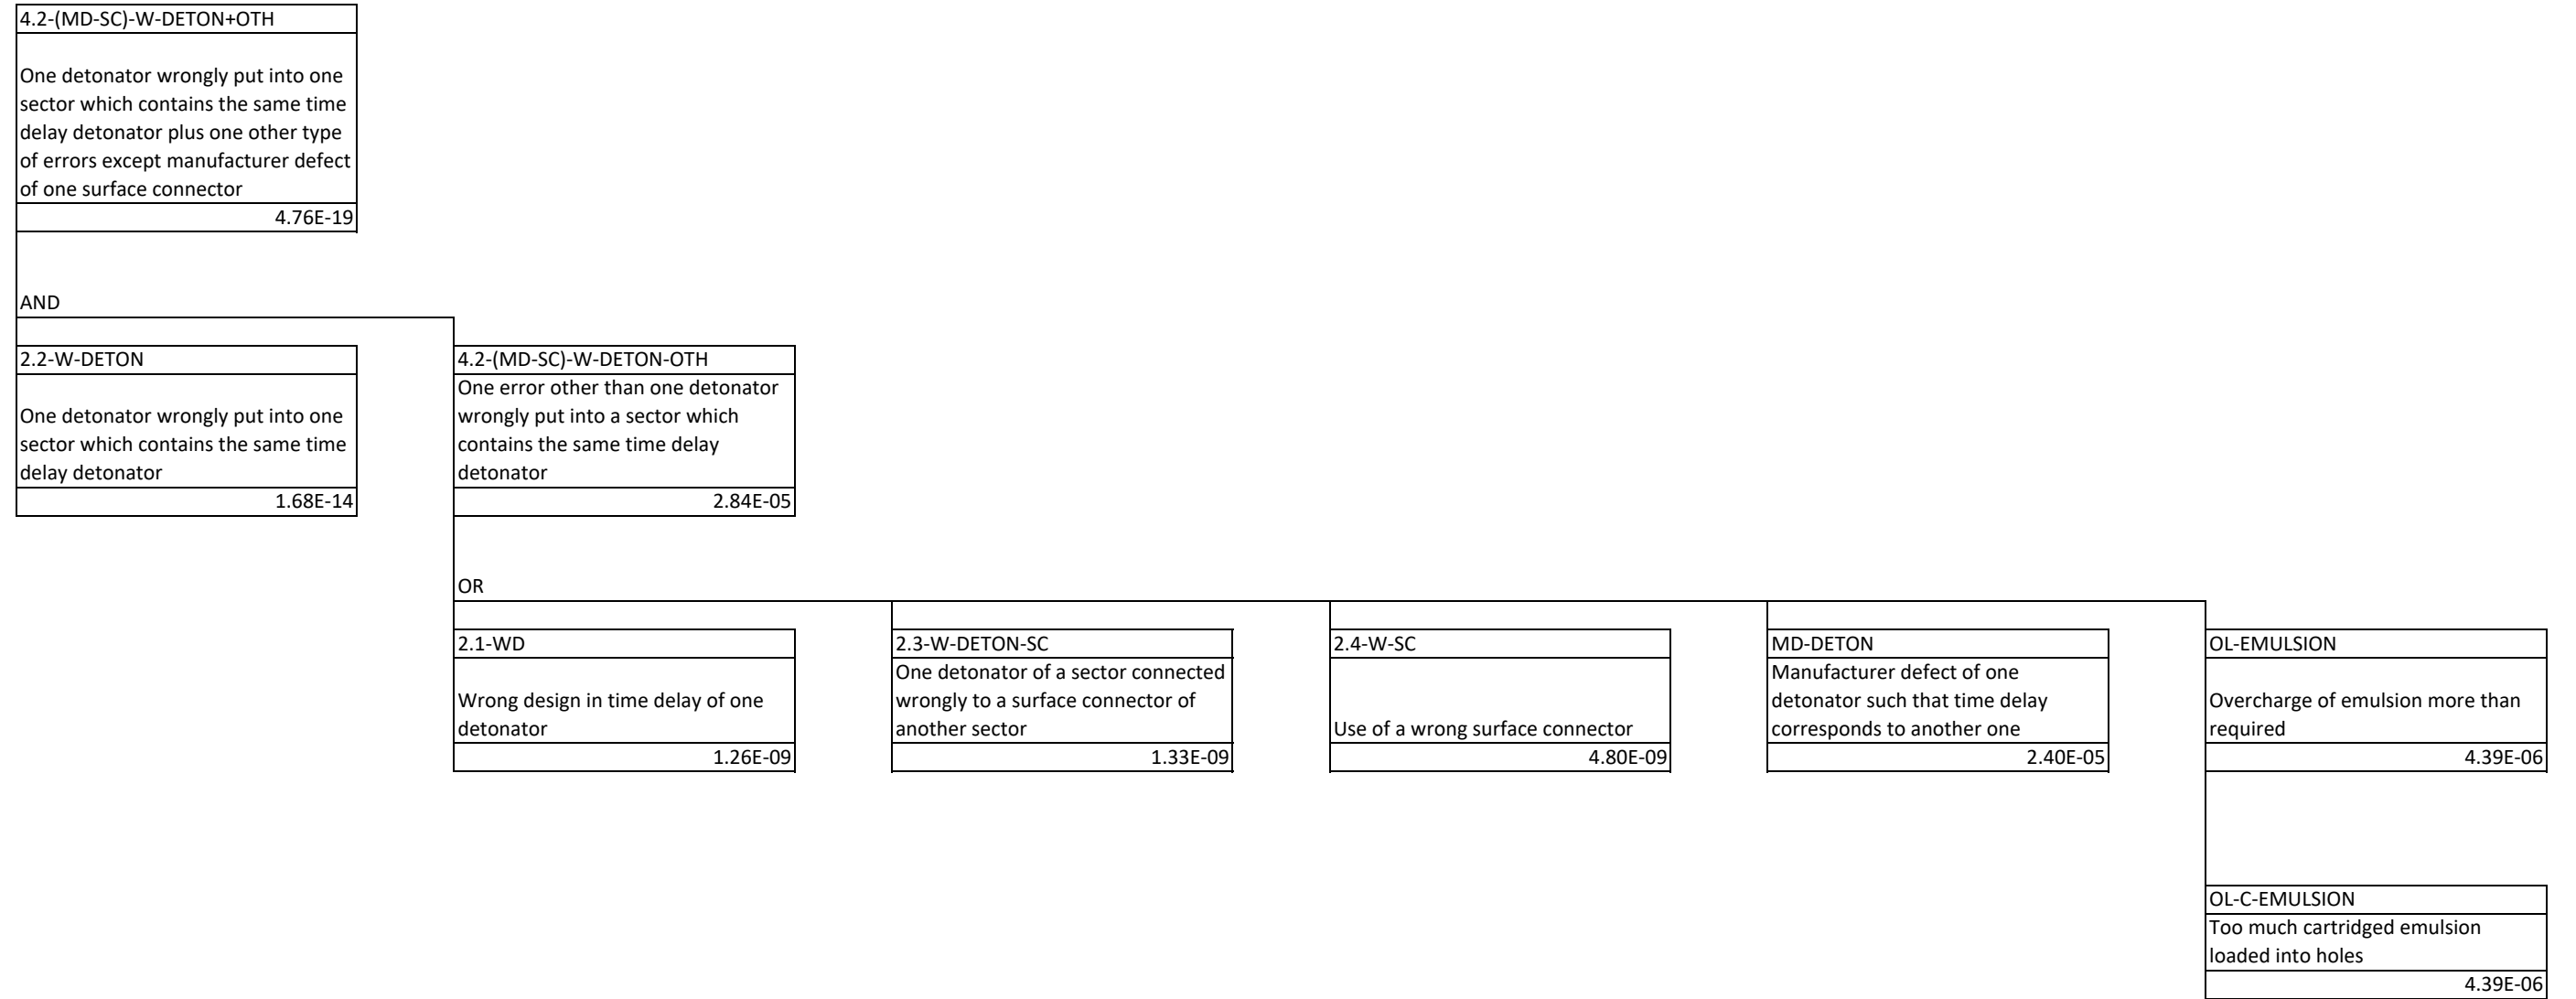 4.2-(MD-SC)-W-DETON+OTH
One detonator wrongly put into one
sector which contains the same time
delay detonator plus one other type
of errors except manufacturer defect
of one surface connector
4.76E-19
AND
2.2-W-DETON
One detonator wrongly put into one
sector which contains the same time
delay detonator
1.68E-14
4.2-(MD-SC)-W-DETON-OTH
One error other than one detonator
wrongly put into a sector which
contains the same time delay
detonator
2.84E-05
OR
2.1-WD
Wrong design in time delay of one
detonator
1.26E-09
2.3-W-DETON-SC
One detonator of a sector connected
wrongly to a surface connector of
another sector
1.33E-09
2.4-W-SC
Use of a wrong surface connector
4.80E-09
MD-DETON
Manufacturer defect of one
detonator such that time delay
corresponds to another one
2.40E-05
OL-EMULSION
Overcharge of emulsion more than
required
4.39E-06
OL-C-EMULSION
Too much cartridged emulsion
loaded into holes
4.39E-06